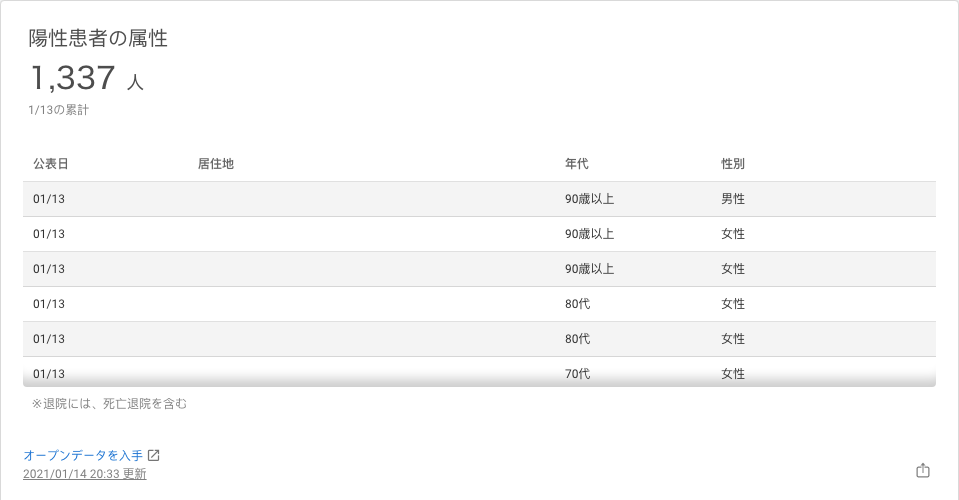 陽性患者の属性
1,337 人
1/13の累計
公表日 居住地 年代 性別
01/13 90歳以上 男性
01/13 90歳以上 女性
01/13 90歳以上 女性
01/13 80代 女性
01/13 80代 女性
01/13 70代 女性
※退院には、死亡退院を含む
オープンデータを入手
2021/01/14 20:33 更新